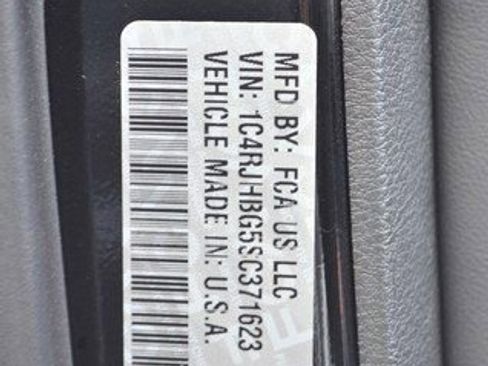 MFD BY: FCA US LLC
VIN: 1C4RJHBG5SC371623
VEHICLE MADE IN: U.S.A.